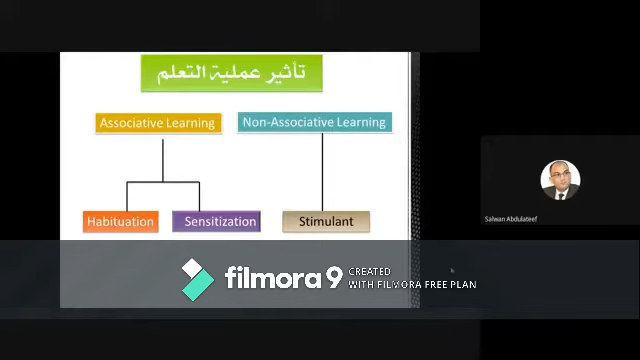 تأثير عملية التعلم
Associative Learning
Non-Associative Learning
Habituation
Sensitization
Stimulant
Salwan Abdulateef
filmora 9
CREATED
WITH FILMORA FREE PLAN